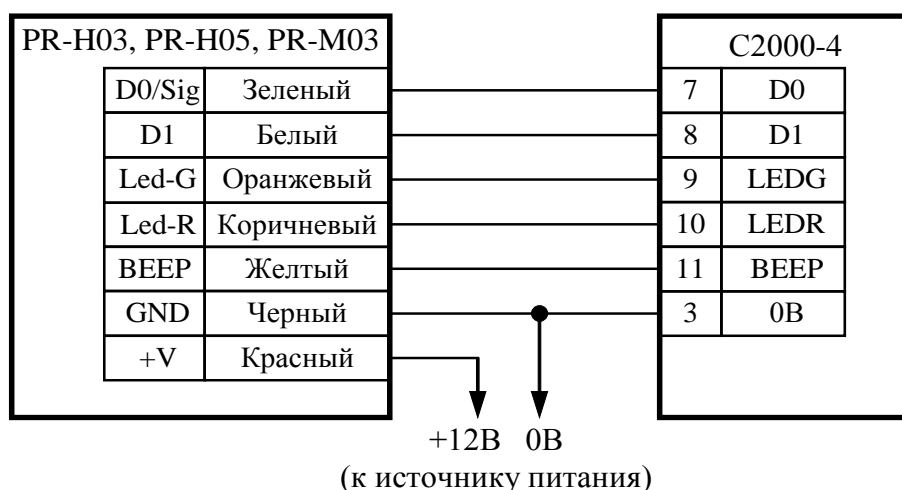 PR-H03, PR-H05, PR-M03 C2000-4
D0/Sig Зеленый 7 D0
D1 Белый 8 D1
Led-G Оранжевый 9 LEDG
Led-R Коричневый 10 LEDR
BEEP Желтый 11 BEEP
GND Черный 3 0В
+V Красный
+12В 0В
(к источнику питания)